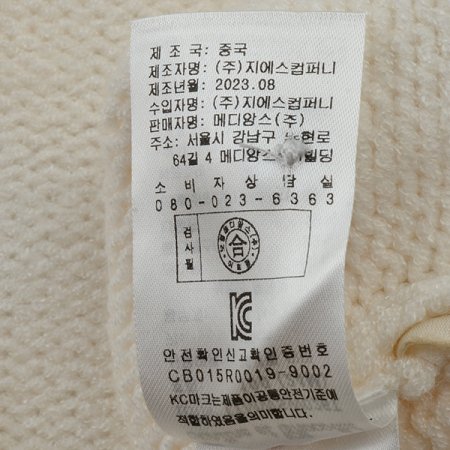 제 조 국: 중국
제조자명: (주)지에스컴퍼니
제조년월: 2023.08
수입자명: (주)지에스컴퍼니
판매자명: 메디앙스(주)
주소: 서울시 강남구
64길 4 메디앙스
소 비 자 상 담 실
080-023-6363
검사필
合
안전확인신고확인증번호
CB015R0019-9002
KC마크는제품이공통안전기준에
적합하였음을의미합니다.